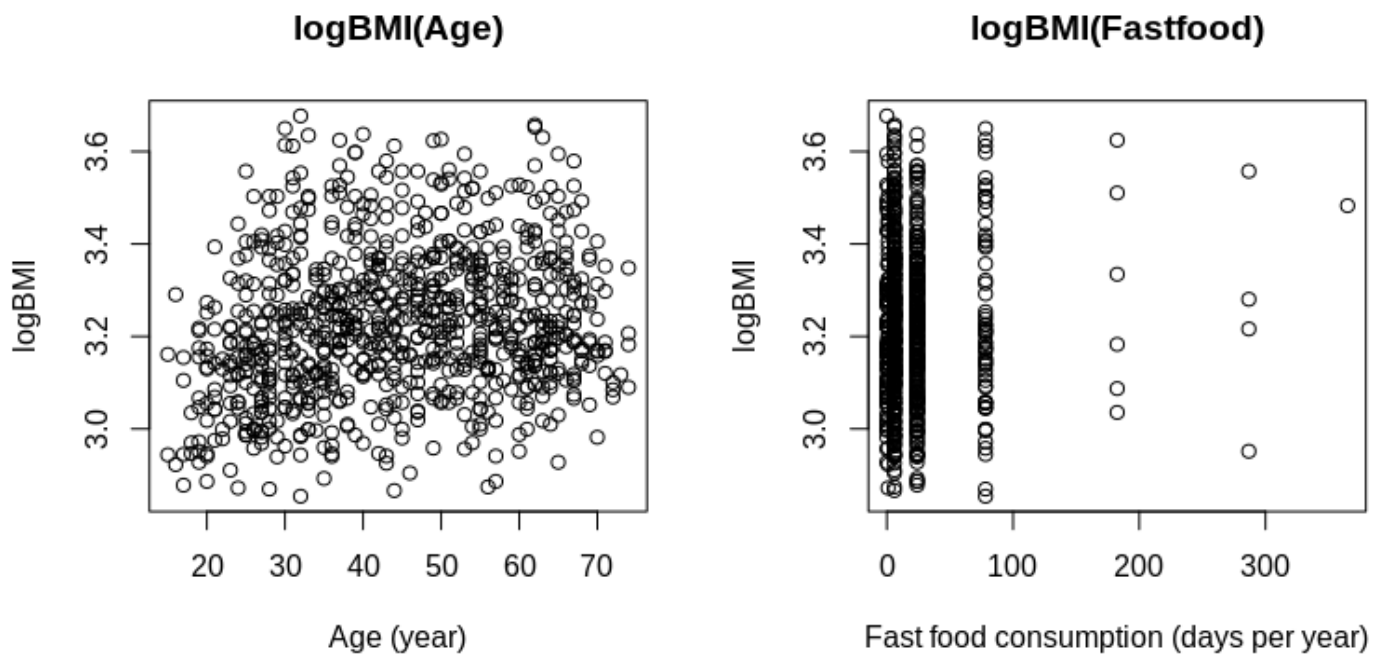 logBMI(Age)
logBMI
3.6
3.4
3.2
3.0
20 30 40 50 60 70
Age (year)
logBMI(Fastfood)
logBMI
3.6
3.4
3.2
3.0
0 100 200 300
Fast food consumption (days per year)